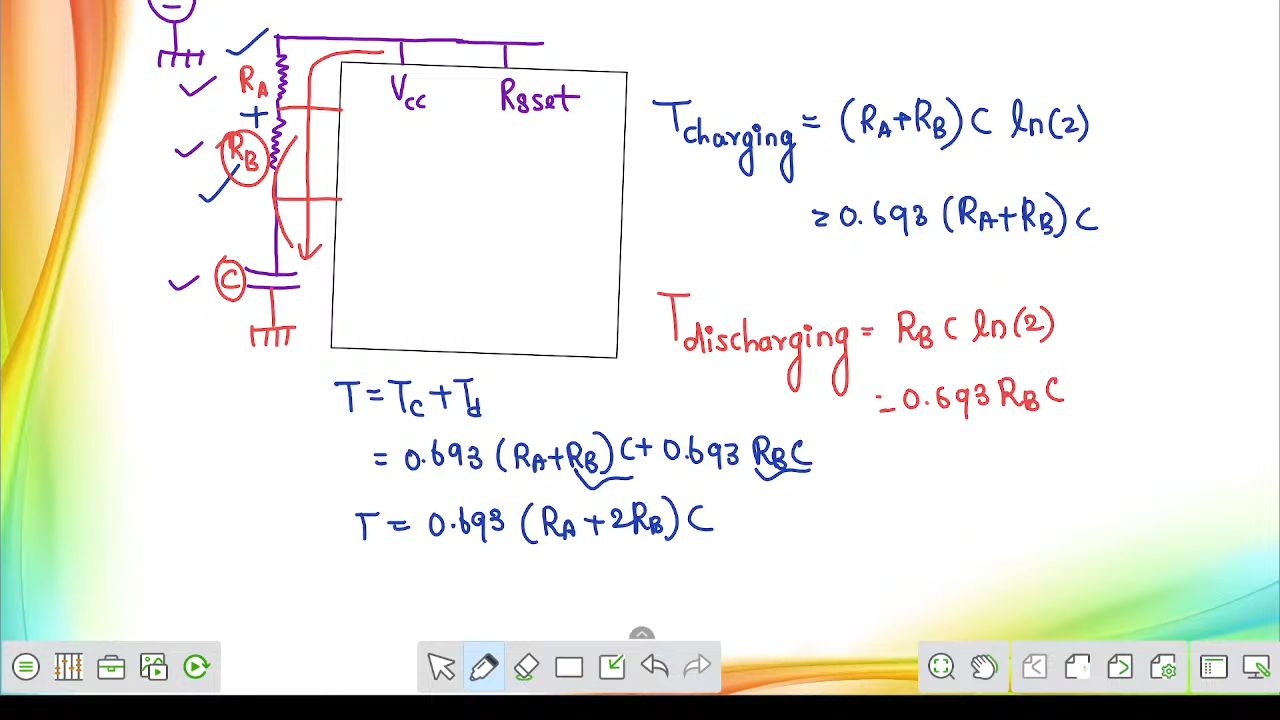 RA
+
RB
C
Vcc
Rsset
Tcharging = (RA+RB) C ln(2)
= 0.693 (RA+RB) C
Tdischarging = RB C ln(2)
= 0.693 RB C
T = Tc + Td
= 0.693 (RA+RB) C + 0.693 RBC
T = 0.693 (RA + 2RB) C